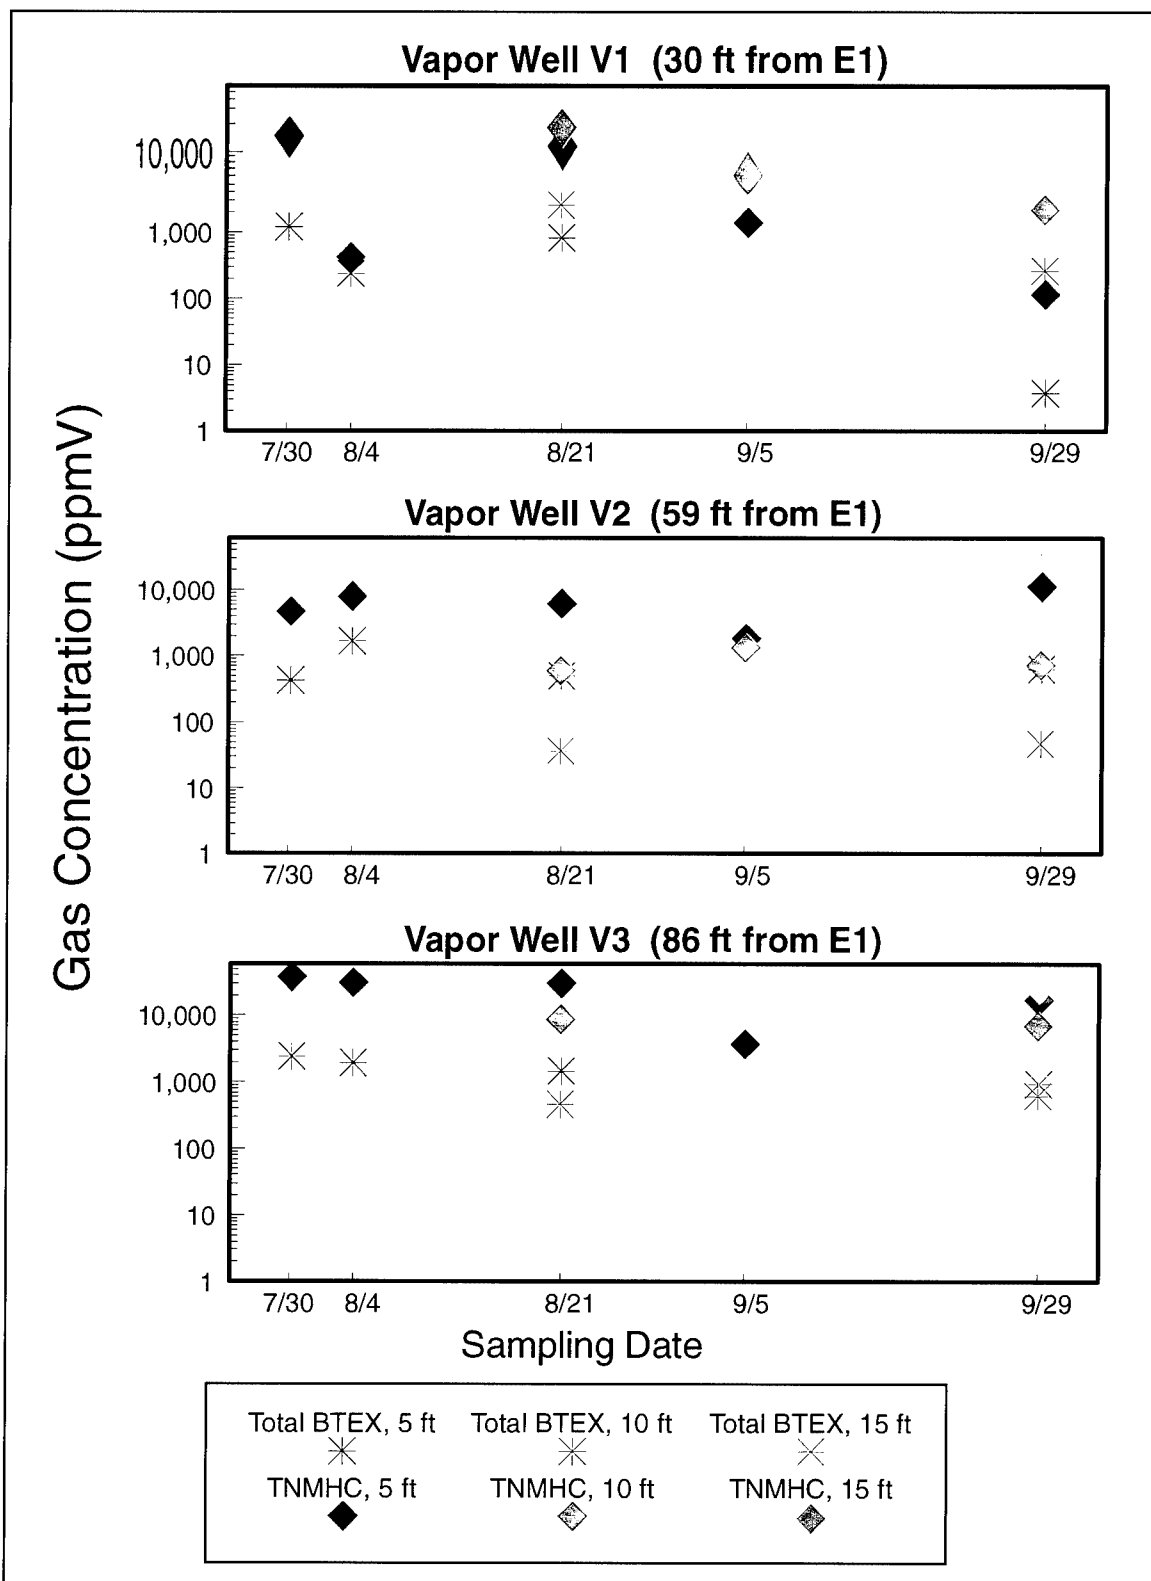 Vapor Well V1 (30 ft from E1)
10,000
1,000
100
10
1
7/30 8/4 8/21 9/5 9/29
Gas Concentration (ppmV)
Vapor Well V2 (59 ft from E1)
10,000
1,000
100
10
1
7/30 8/4 8/21 9/5 9/29
Vapor Well V3 (86 ft from E1)
10,000
1,000
100
10
1
7/30 8/4 8/21 9/5 9/29
Sampling Date
Total BTEX, 5 ft Total BTEX, 10 ft Total BTEX, 15 ft
TNMHC, 5 ft TNMHC, 10 ft TNMHC, 15 ft